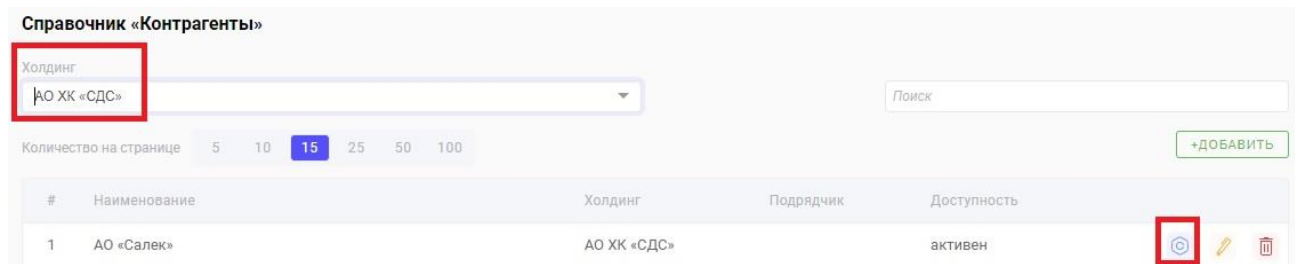 Справочник «Контрагенты»
Холдинг
АО ХК «СДС»
Поиск
Количество на странице 5 10 15 25 50 100
+ДОБАВИТЬ
# Наименование Холдинг Подрядчик Доступность
1 АО «Салек» АО ХК «СДС» активен